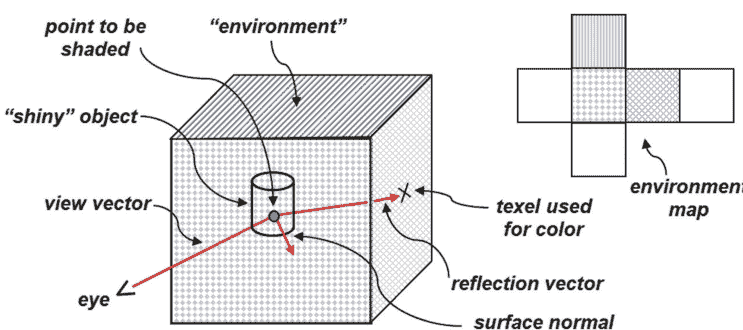 point to be
shaded
“environment”
“shiny” object
view vector
eye
texel used
for color
reflection vector
surface normal
environment
map